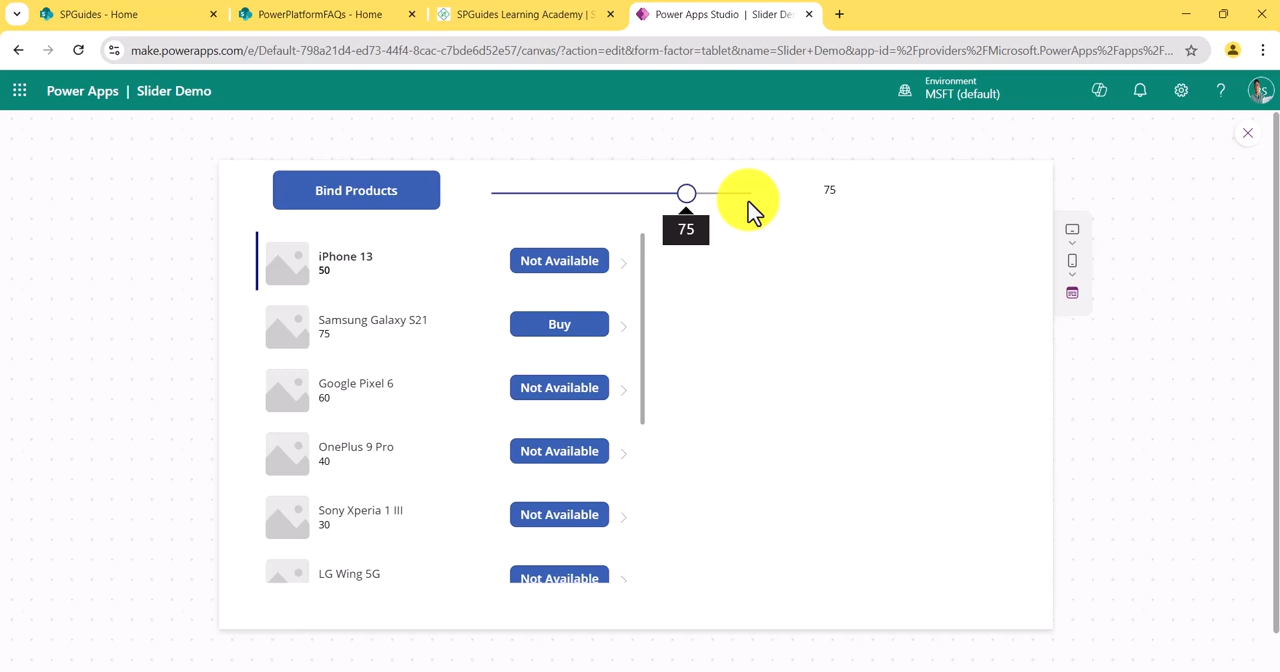 SPGuides - Home
PowerPlatformFAQs - Home
SPGuides Learning Academy | S
Power Apps Studio | Slider De
make.powerapps.com/e/Default-798a21d4-ed73-44f4-8cac-c7bde6d52e57/canvas/?action=edit&form-factor=tablet&name=Slider+Demo&app-id=%2Fproviders%2FMicrosoft.PowerApps%2Fapps%2F...
Power Apps | Slider Demo
Environment
MSFT (default)
Bind Products
75
75
iPhone 13
50
Not Available
Samsung Galaxy S21
75
Buy
Google Pixel 6
60
Not Available
OnePlus 9 Pro
40
Not Available
Sony Xperia 1 III
30
Not Available
LG Wing 5G
Not Available